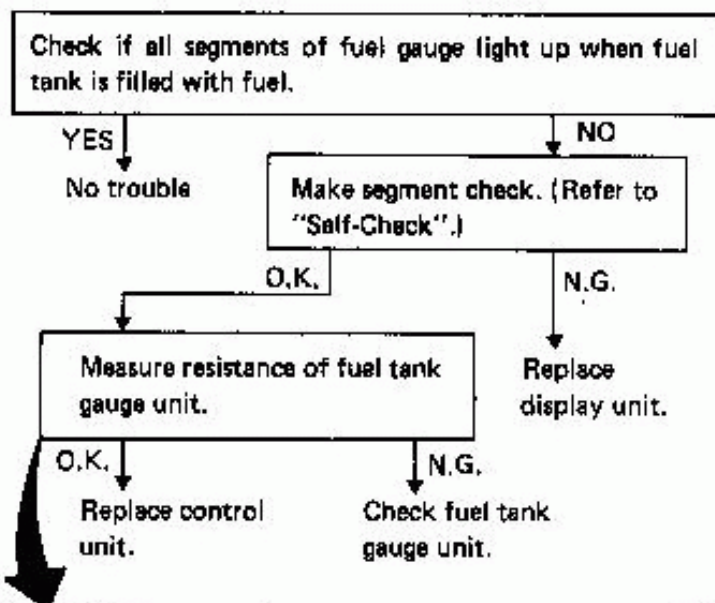 Check if all segments of fuel gauge light up when fuel
tank is filled with fuel.
YES
NO
No trouble
Make segment check. (Refer to
"Self-Check".)
O.K.
N.G.
Measure resistance of fuel tank
gauge unit.
Replace
display unit.
O.K.
N.G.
Replace control
unit.
Check fuel tank
gauge unit.